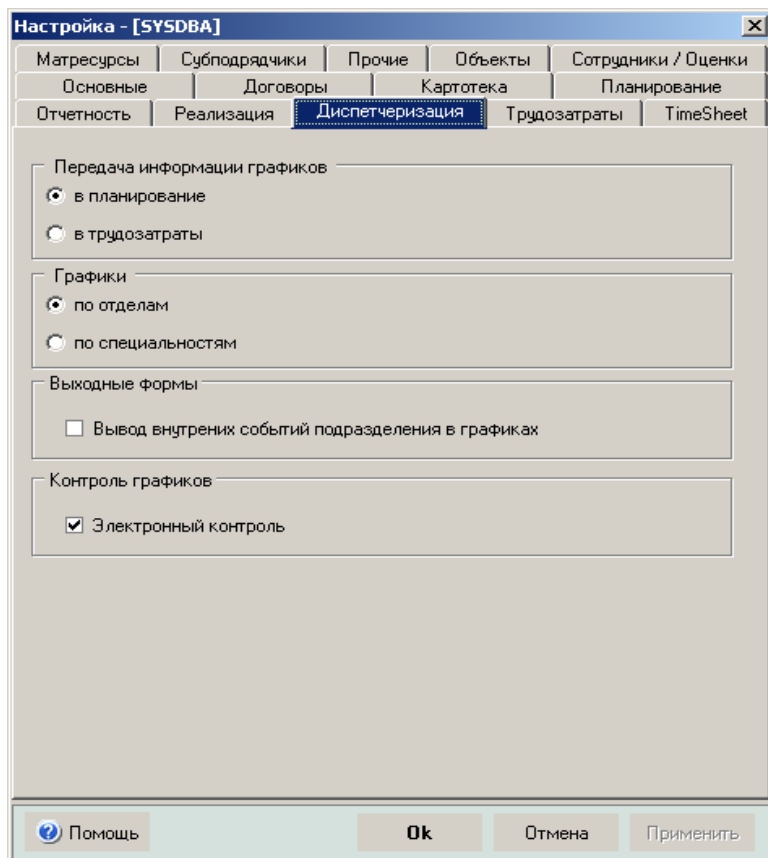 Настройка - [SYSDBA]
Матресурсы Субподрядчики Прочие Объекты Сотрудники / Оценки
Основные Договоры Картотека Планирование
Отчетность Реализация Диспетчеризация Трудозатраты TimeSheet
Передача информации графиков
в планирование
в трудозатраты
Графики
по отделам
по специальностям
Выходные формы
Вывод внутрених событий подразделения в графиках
Контроль графиков
Электронный контроль
Помощь Ok Отмена Применить